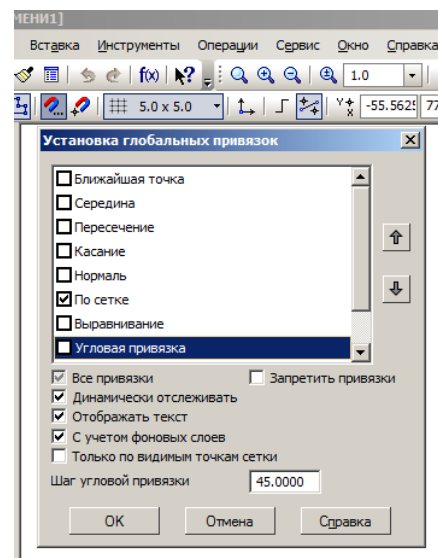 МЕНИ1]
Вставка Инструменты Операции Сервис Окно Справка
f(x) 1.0
5.0 x 5.0 Y X -55.562 77
Установка глобальных привязок
Ближайшая точка
Середина
Пересечение
Касание
Нормаль
По сетке
Выравнивание
Угловая привязка
Все привязки Запретить привязки
Динамически отслеживать
Отображать текст
С учетом фоновых слоев
Только по видимым точкам сетки
Шаг угловой привязки 45.0000
OK Отмена Справка